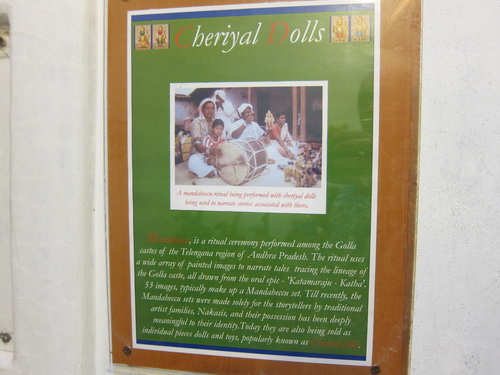 Cheriyal Dolls
A mandaheccu ritual being performed with cheriyal dolls
being used to narrate stories associated with them.
is a ritual ceremony performed among the Golla
castes of the Telengana region of Andhra Pradesh. The ritual uses
a wide array of painted images to narrate tales tracing the lineage of
the Golla caste, all drawn from the oral epic - 'Katamaraju - Katha'.
53 images, typically make up a Mandaheccu set. Till recently, the
Mandaheccu sets were made solely for the storytellers by traditional
artist families, Nakasis, and their possession has been deeply
meaningful to their identity.Today they are also being sold as
individual pieces dolls and toys, popularly known as